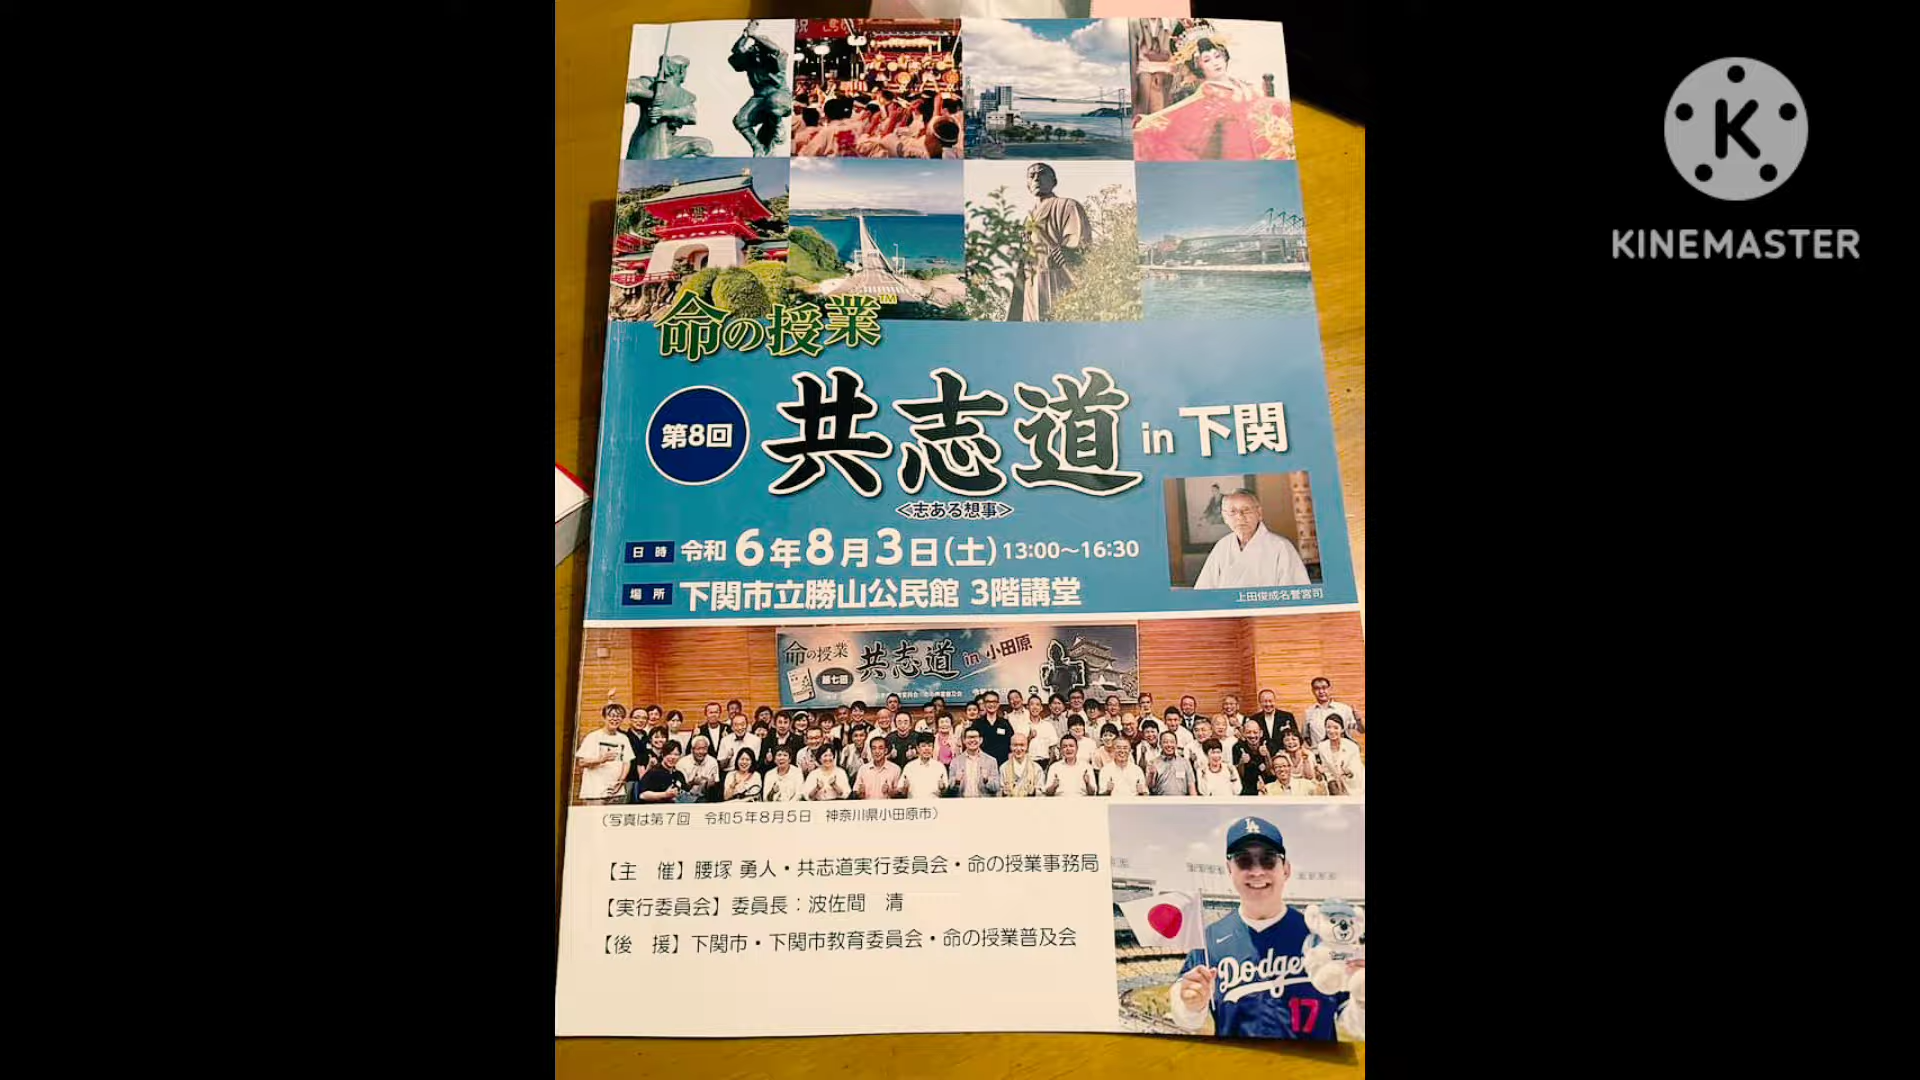 命の授業™
第8回
共志道 in 下関
<志ある想事>
日時 令和6年8月3日(土)13:00~16:30
場所 下関市立勝山公民館 3階講堂
上田俊成名誉宮司
命の授業
第七回
共志道 in 小田原
(写真は第7回 令和5年8月5日 神奈川県小田原市)
【主 催】腰塚 勇人・共志道実行委員会・命の授業事務局
【実行委員会】委員長：波佐間 清
【後 援】下関市・下関市教育委員会・命の授業普及会
LA
Dodge
17
K
KINEMASTER